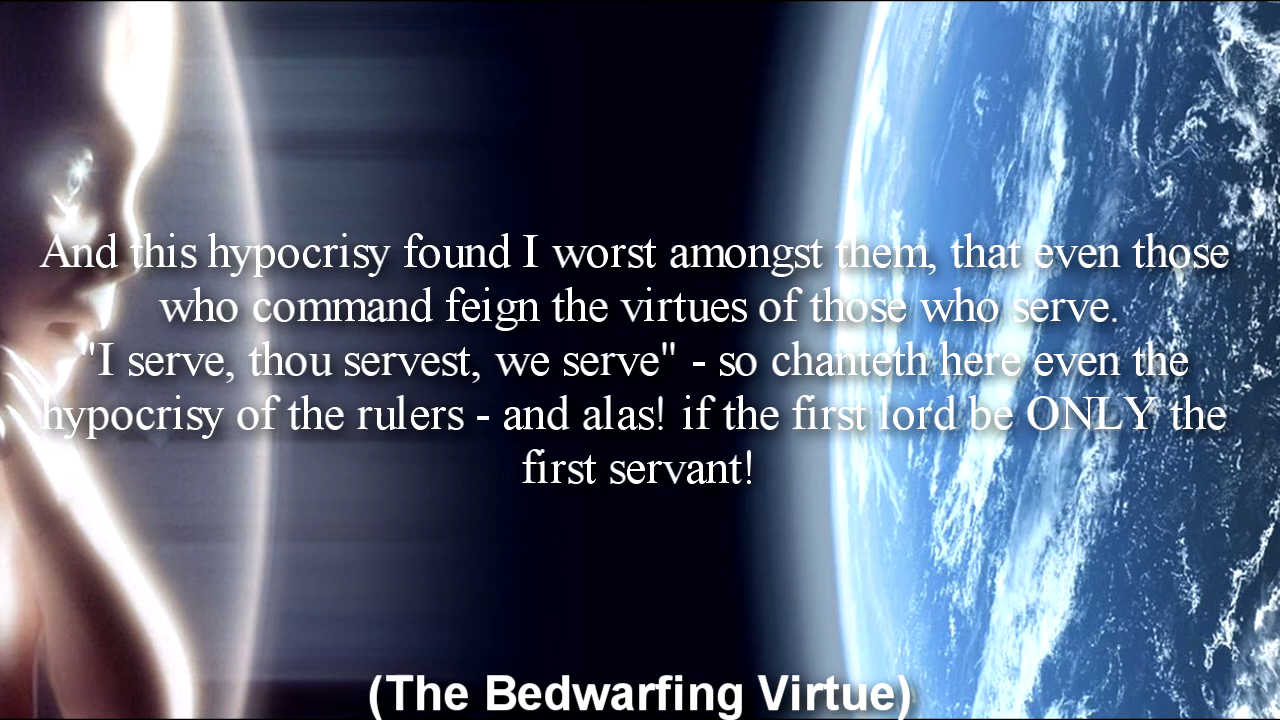 And this hypocrisy found I worst amongst them, that even those
who command feign the virtues of those who serve.
"I serve, thou servest, we serve" - so chanteth here even the
hypocrisy of the rulers - and alas! if the first lord be ONLY the
first servant!
(The Bedwarfing Virtue)